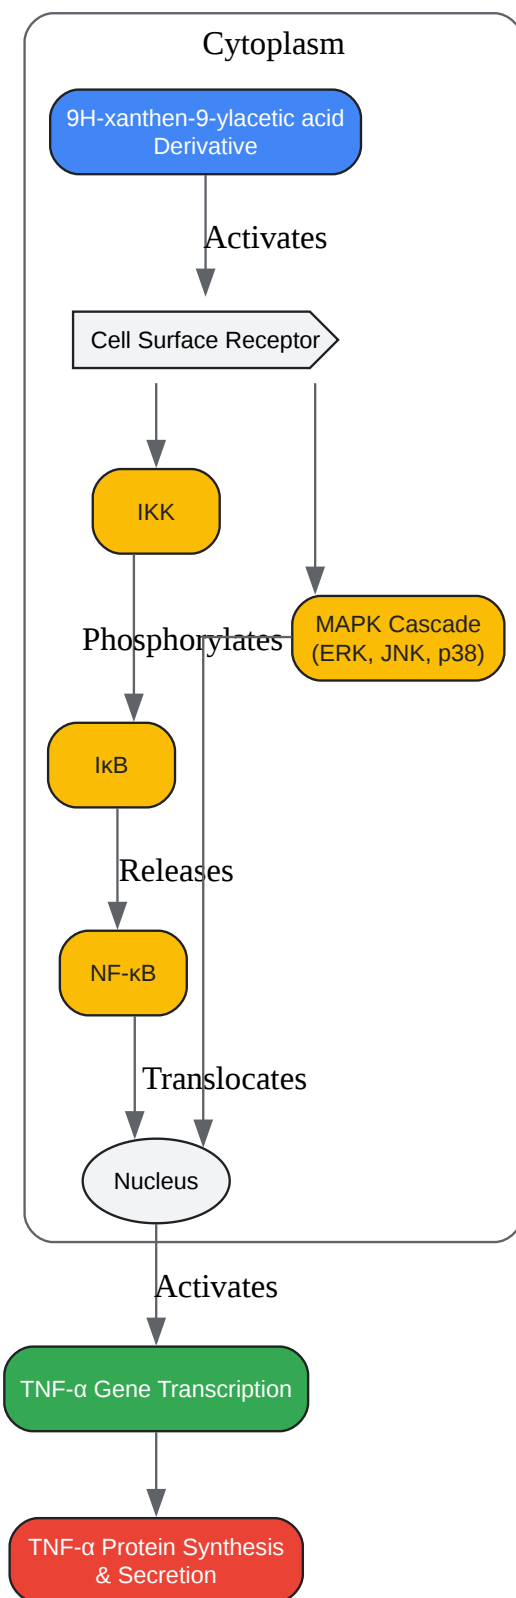 Cytoplasm
9H-xanthen-9-ylacetic acid
Derivative
Activates
Cell Surface Receptor
IKK
Phosphorylates
MAPK Cascade
(ERK, JNK, p38)
IκB
Releases
NF-κB
Translocates
Nucleus
Activates
TNF-α Gene Transcription
TNF-α Protein Synthesis
& Secretion